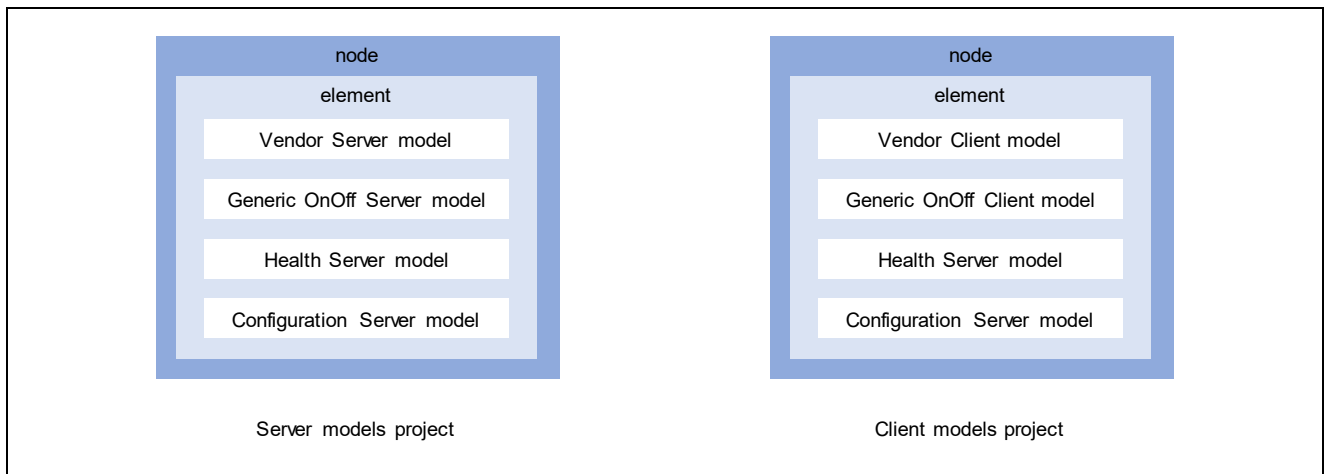 node
element
Vendor Server model
Generic OnOff Server model
Health Server model
Configuration Server model
Server models project
node
element
Vendor Client model
Generic OnOff Client model
Health Server model
Configuration Server model
Client models project